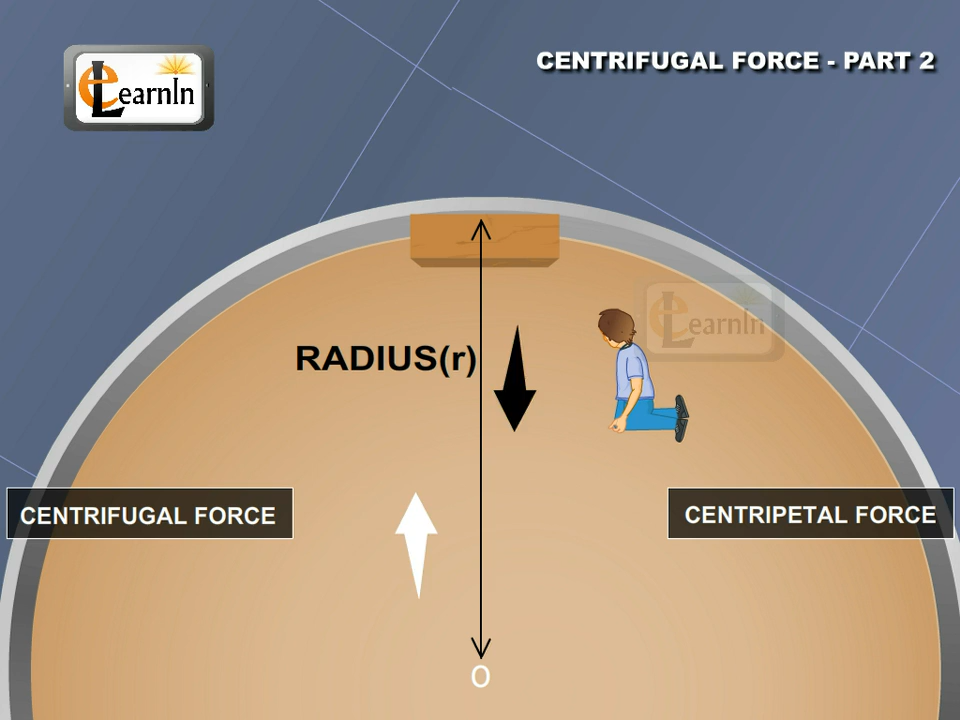 eLearnIn
CENTRIFUGAL FORCE - PART 2
eLearnIn
RADIUS(r)
CENTRIFUGAL FORCE
CENTRIPETAL FORCE
O